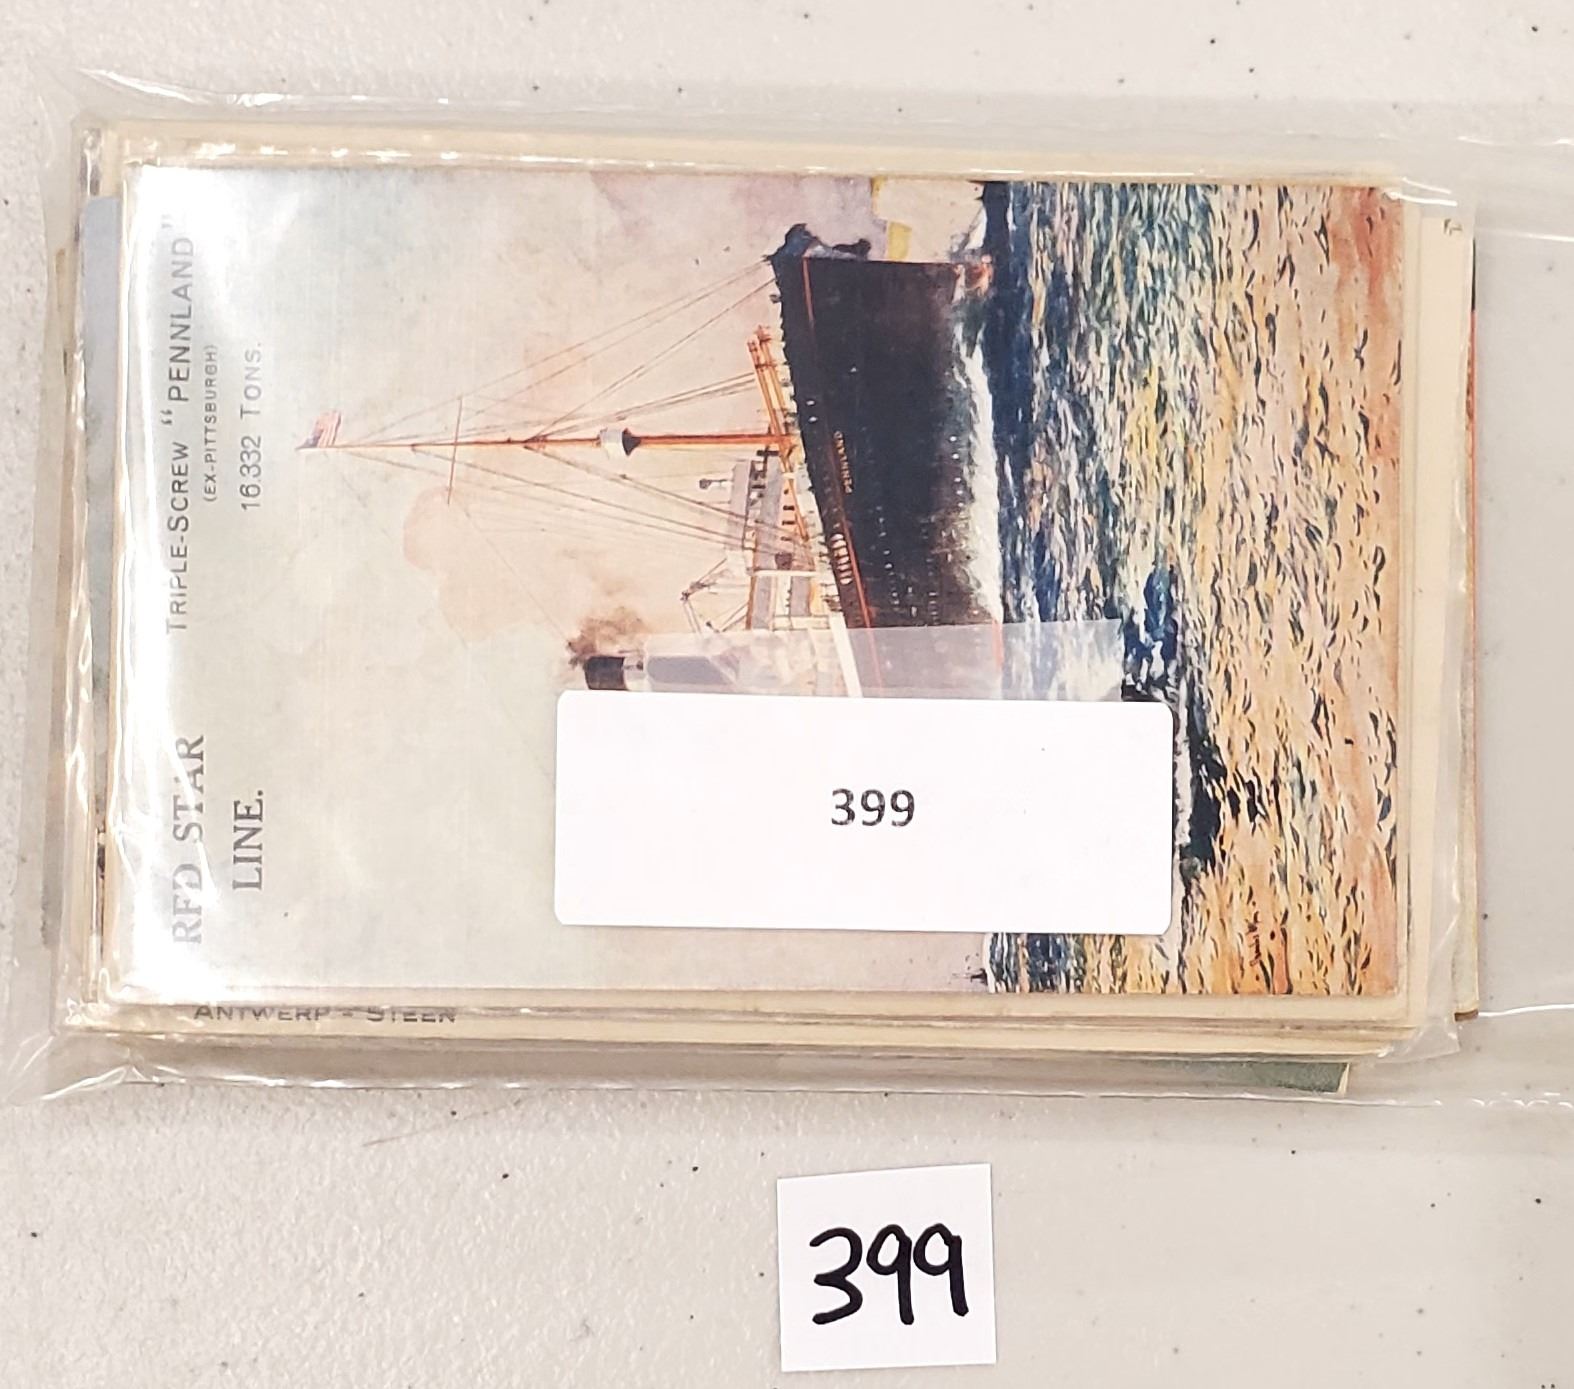 RED STAR
LINE.
TRIPLE-SCREW "PENNLAND"
(EX-PITTSBURGH)
16.332 TONS.
PENNLAND
ANTWERP - STEEN
399
399